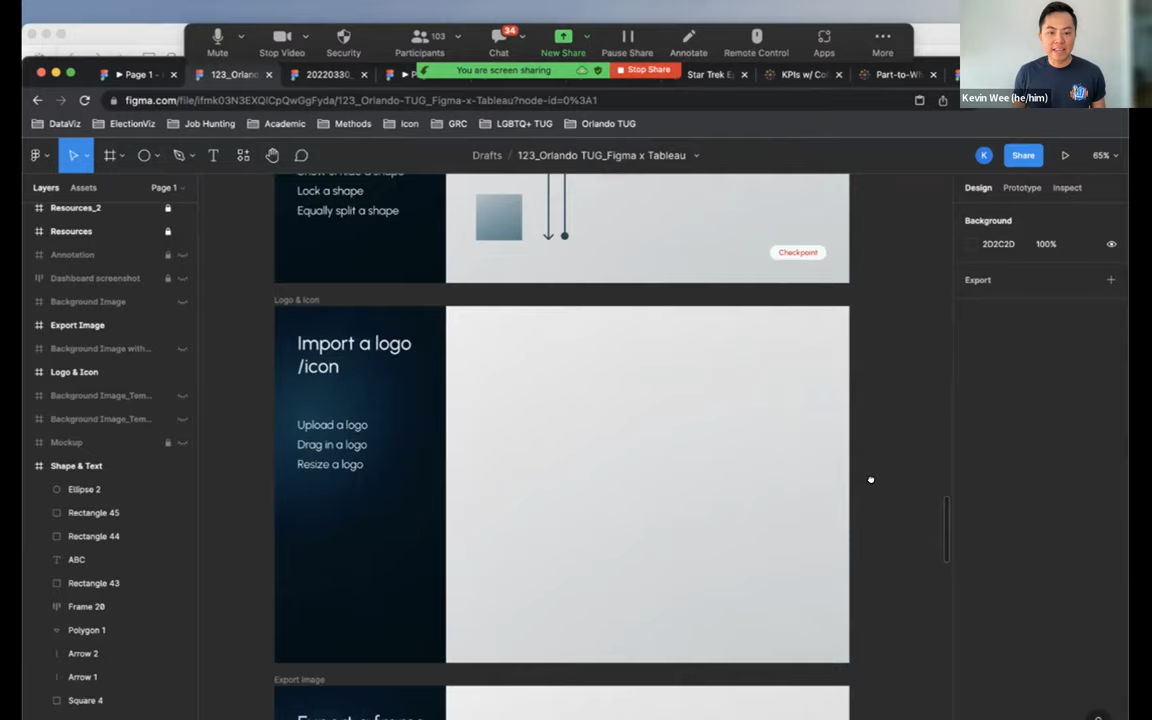 103
34
Mute
Stop Video
Security
Participants
Chat
New Share
Pause Share
Annotate
Remote Control
Apps
More
Kevin Wee (he/him)
Page 1 -
123_Orland
20220330_
You are screen sharing
Stop Share
Star Trek E
KPIs w/ Col
Part-to-Wh
figma.com/file/ifmk03N3EXQlCpQwGgFyda/123_Orlando-TUG_Figma-x-Tableau?node-id=0%3A1
DataViz
ElectionViz
Job Hunting
Academic
Methods
Icon
GRC
LGBTQ+ TUG
Orlando TUG
Drafts / 123_Orlando TUG_Figma x Tableau
K
Share
65%
Layers
Assets
Page 1
Design
Prototype
Inspect
Resources_2
Resources
Annotation
Dashboard screenshot
Background Image
Export Image
Background Image with...
Logo & Icon
Background Image_Tem...
Background Image_Tem...
Mockup
Shape & Text
Ellipse 2
Rectangle 45
Rectangle 44
ABC
Rectangle 43
Frame 20
Polygon 1
Arrow 2
Arrow 1
Square 4
Lock a shape
Equally split a shape
Checkpoint
Logo & Icon
Import a logo
/icon
Upload a logo
Drag in a logo
Resize a logo
Export Image
Background
2D2C2D
100%
Export